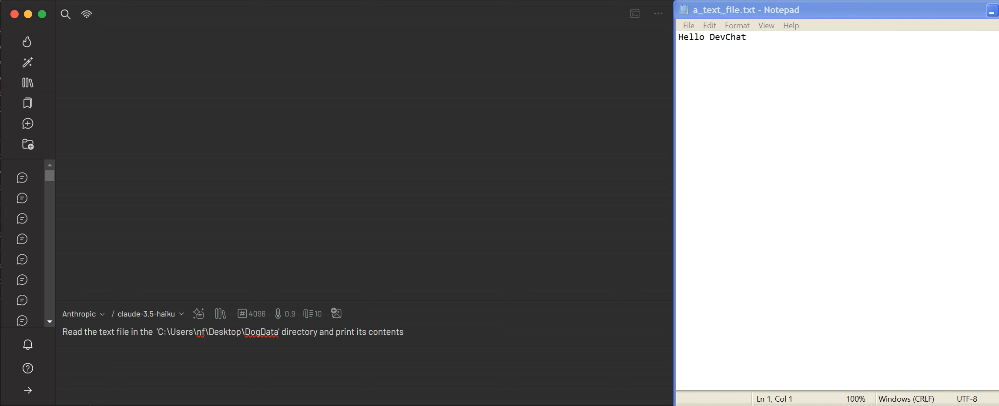 Anthropic / claude-3.5-haiku 4096 0.9 10
Read the text file in the 'C:\Users\nf\Desktop\DogData' directory and print its contents
a_text_file.txt - Notepad
File Edit Format View Help
Hello DevChat
Ln 1, Col 1 100% Windows (CRLF) UTF-8